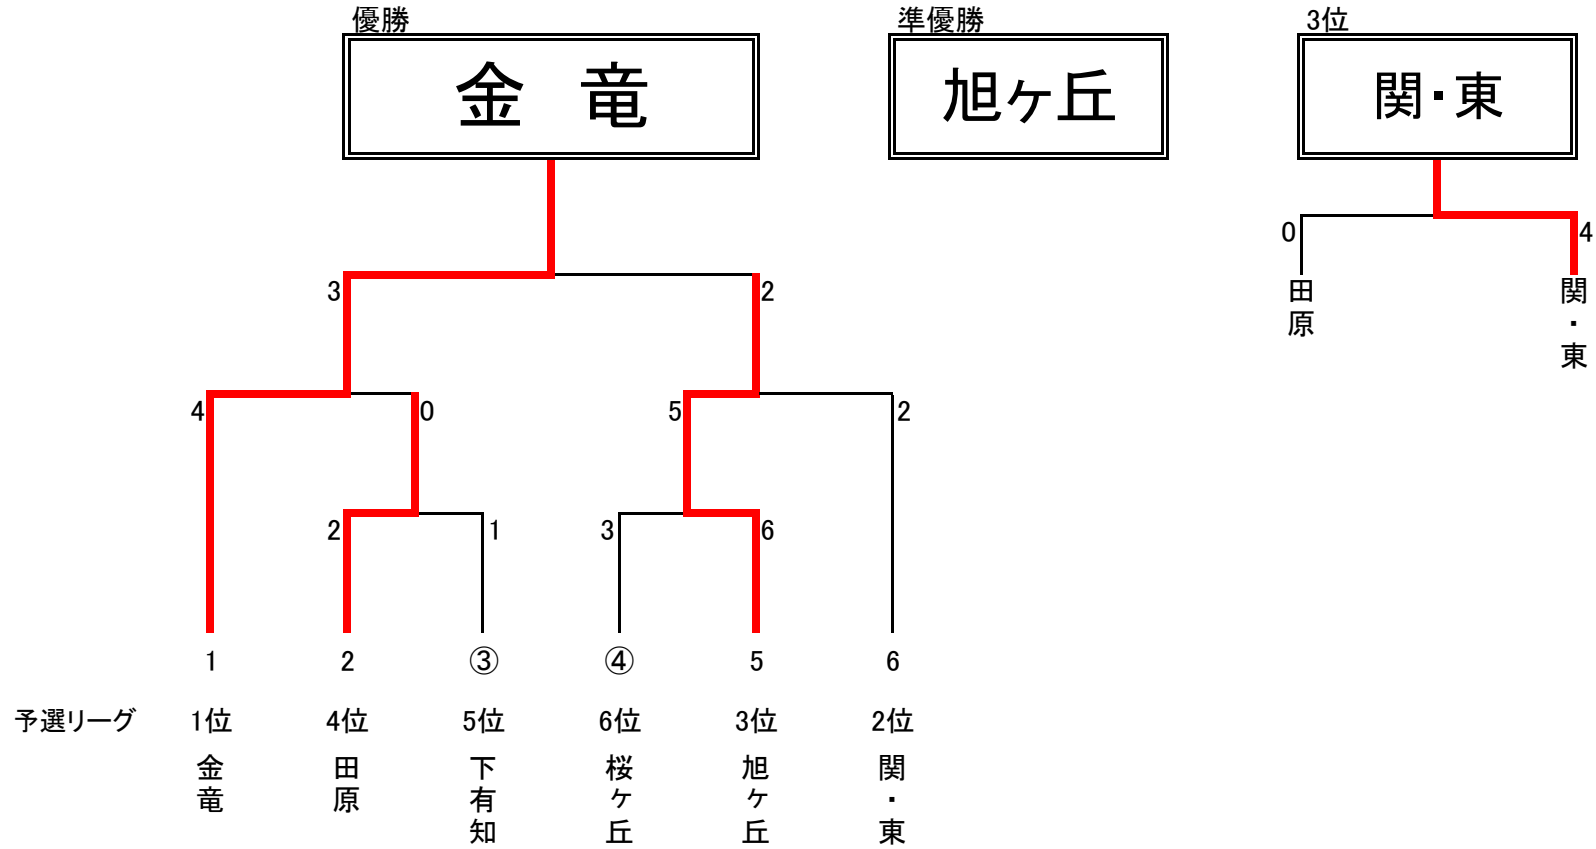 優勝
準優勝
3位
金 竜
旭ヶ丘
関・東
0
4
田原
関・東
3
2
4
0
5
2
2
1
3
6
1
2
③
④
5
6
予選リーグ
1位
4位
5位
6位
3位
2位
金竜
田原
下有知
桜ヶ丘
旭ヶ丘
関・東